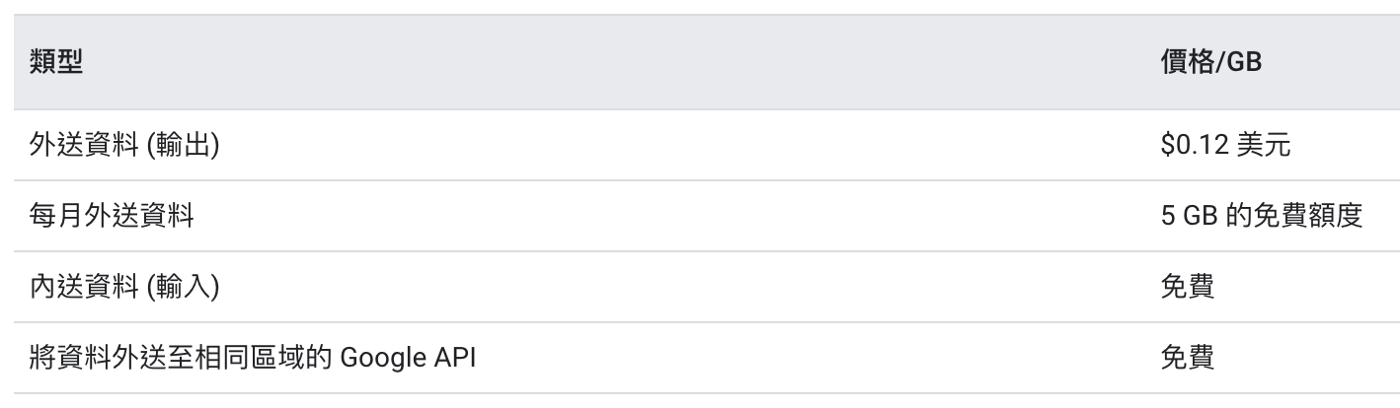 類型 價格/GB
外送資料 (輸出) $0.12 美元
每月外送資料 5 GB 的免費額度
內送資料 (輸入) 免費
將資料外送至相同區域的 Google API 免費